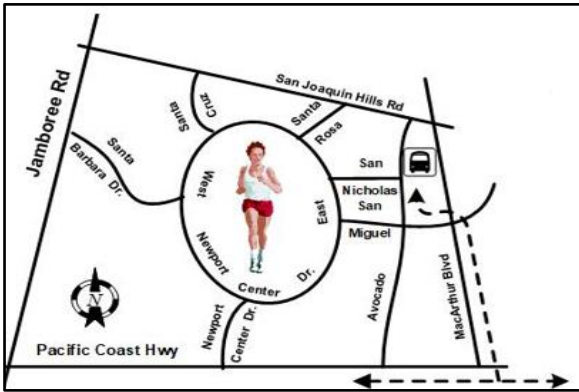 San Joaquin Hills Rd
Jamboree Rd
Santa Cruz
Santa Rosa
Santa Barbara Dr.
San Nicholas
San Miguel
West
East
Newport Center Dr.
Newport Center Dr.
Avocado
MacArthur Blvd
N
Pacific Coast Hwy